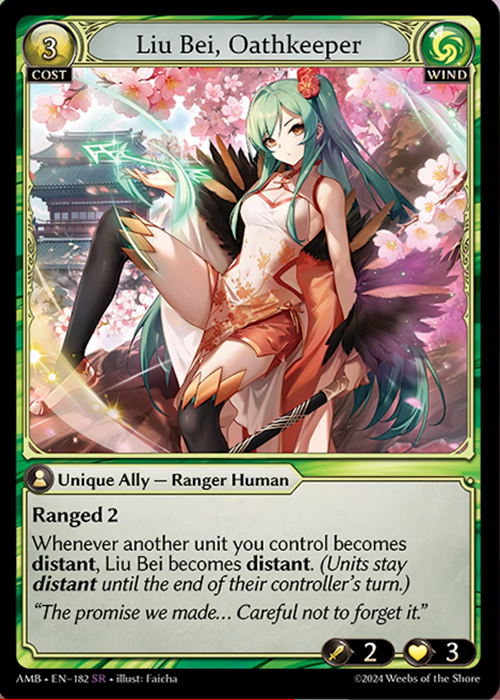 3
Liu Bei, Oathkeeper
COST
WIND
Unique Ally — Ranger Human
Ranged 2
Whenever another unit you control becomes
distant, Liu Bei becomes distant. (Units stay
distant until the end of their controller's turn.)
"The promise we made... Careful not to forget it."
2
3
AMB • EN–182 SR • illust: Faicha
©2024 Weebs of the Shore